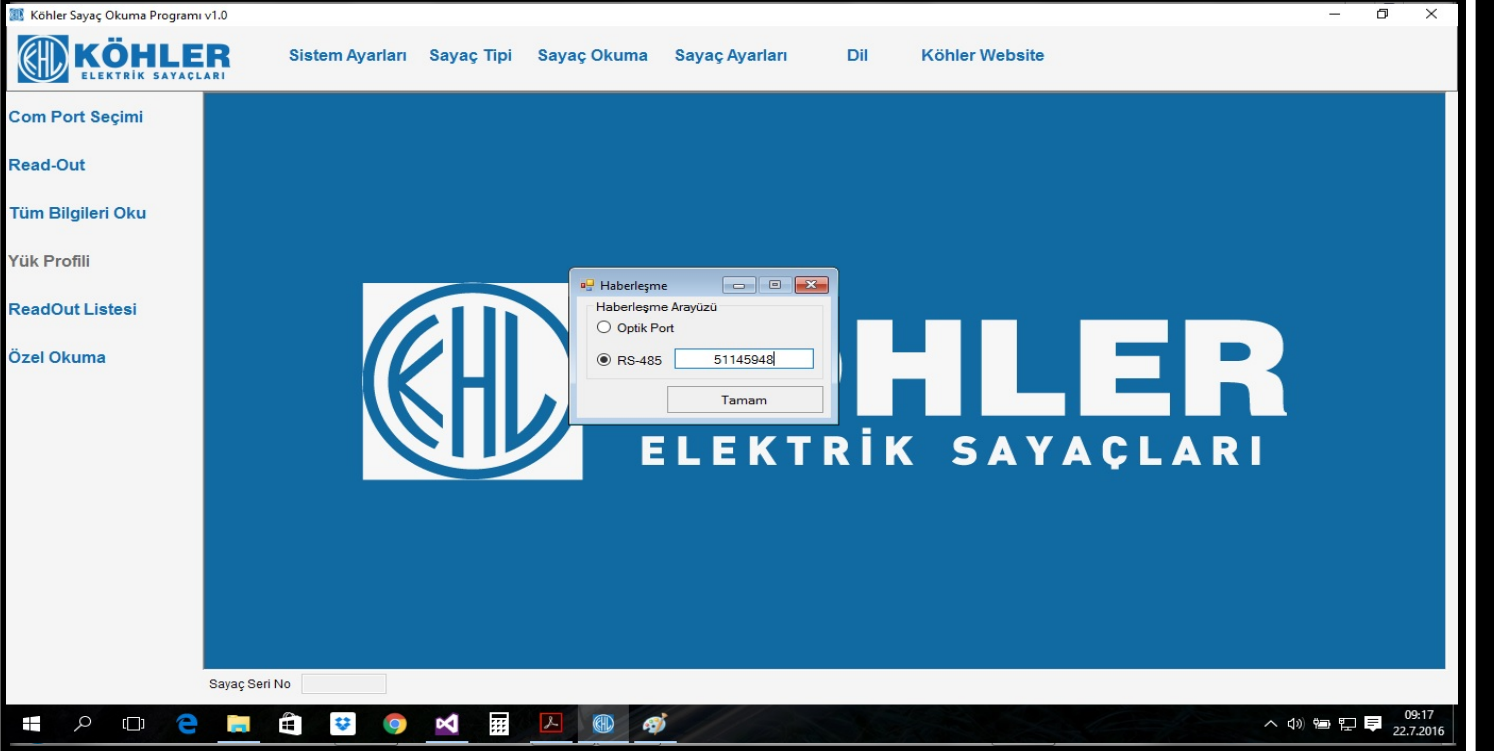 Köhler Sayaç Okuma Programı v1.0
KHL KÖHLER
ELEKTRİK SAYAÇLARI
Sistem Ayarları Sayaç Tipi Sayaç Okuma Sayaç Ayarları Dil Köhler Website
Com Port Seçimi
Read-Out
Tüm Bilgileri Oku
Yük Profili
ReadOut Listesi
Özel Okuma
Haberleşme
Haberleşme Arayüzü
Optik Port
RS-485 51145948
Tamam
KHL HLER
ELEKTRİK SAYAÇLARI
Sayaç Seri No
09:17
22.7.2016